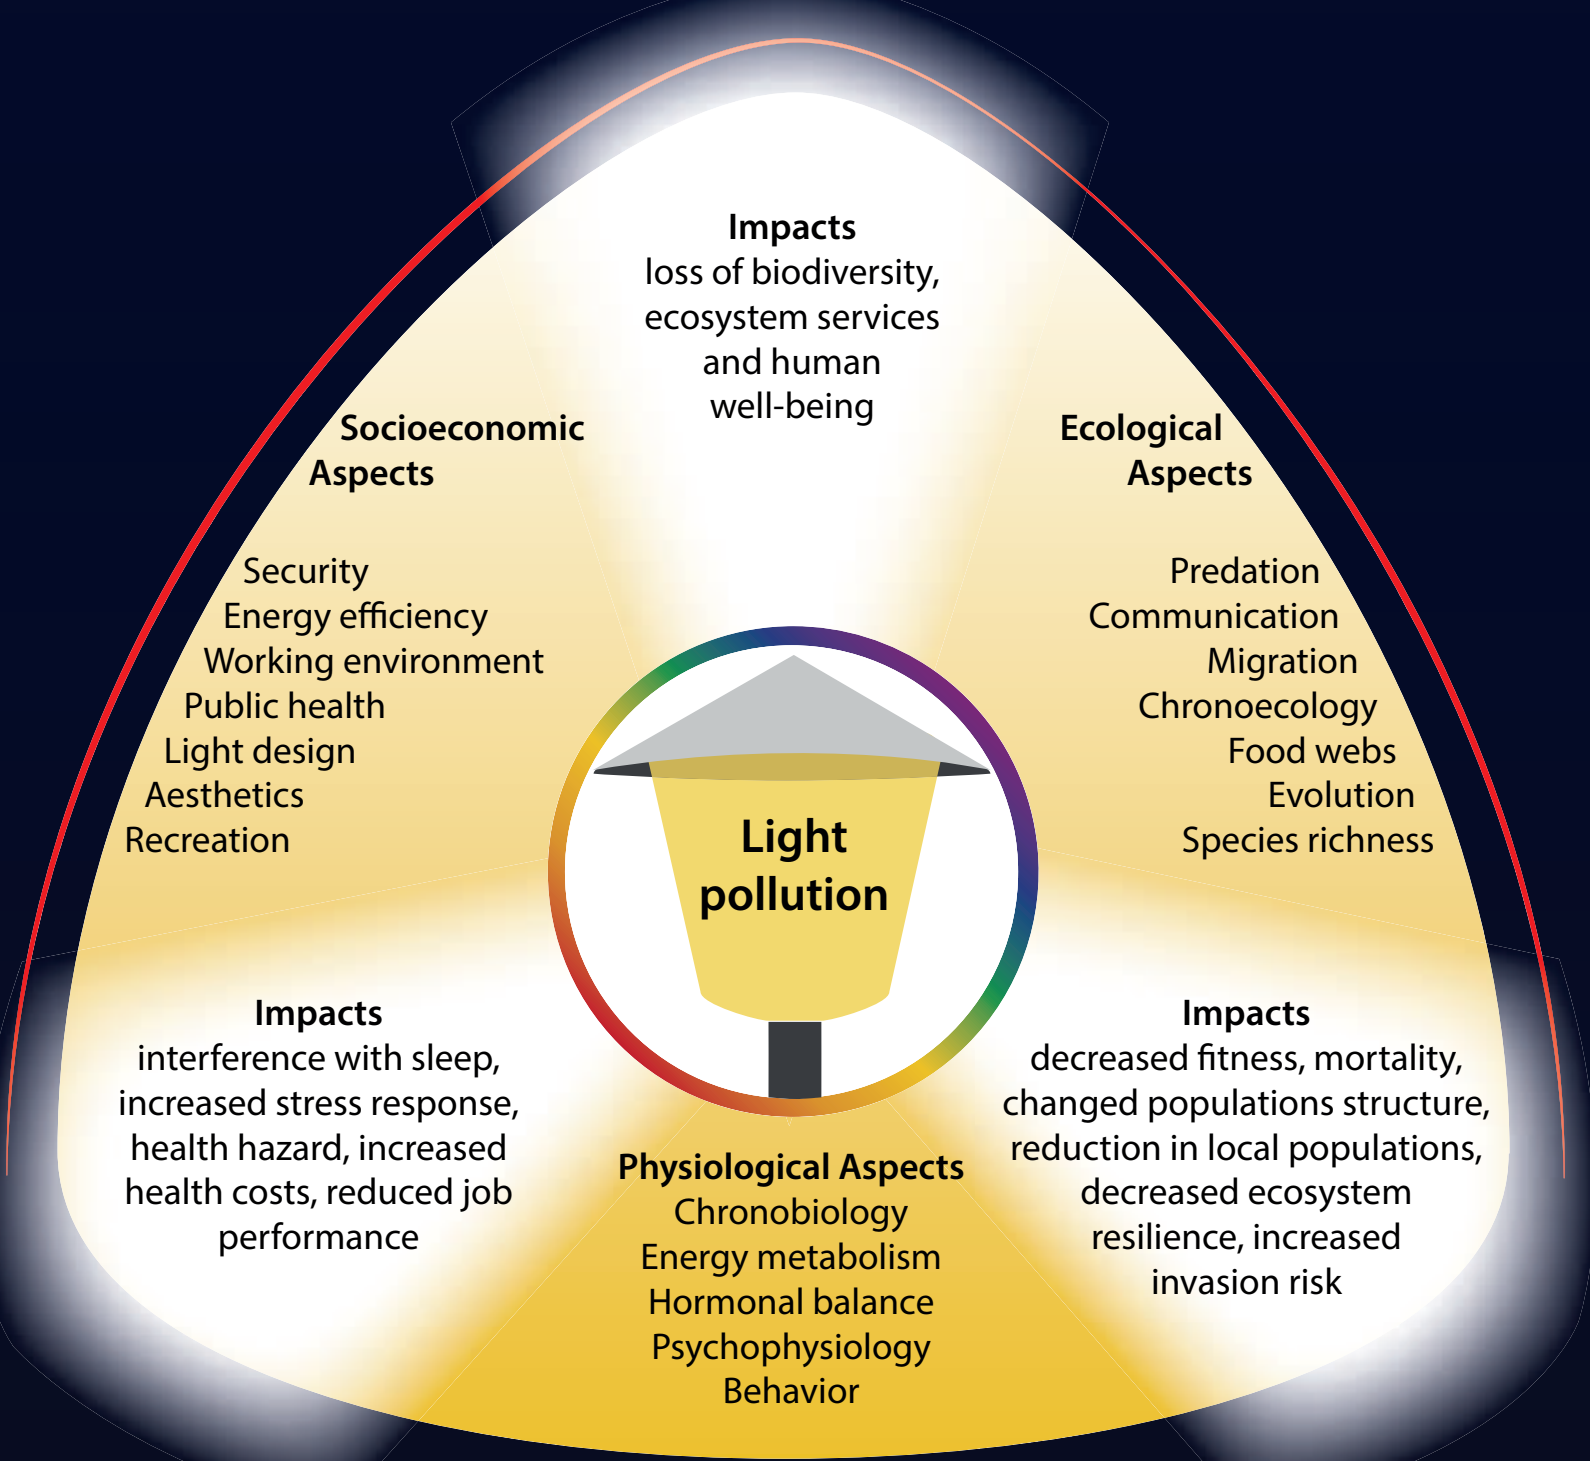 Impacts
loss of biodiversity,
ecosystem services
and human
well-being
Socioeconomic
Aspects
Security
Energy efficiency
Working environment
Public health
Light design
Aesthetics
Recreation
Ecological
Aspects
Predation
Communication
Migration
Chronoecology
Food webs
Evolution
Species richness
Light
pollution
Impacts
interference with sleep,
increased stress response,
health hazard, increased
health costs, reduced job
performance
Physiological Aspects
Chronobiology
Energy metabolism
Hormonal balance
Psychophysiology
Behavior
Impacts
decreased fitness, mortality,
changed populations structure,
reduction in local populations,
decreased ecosystem
resilience, increased
invasion risk